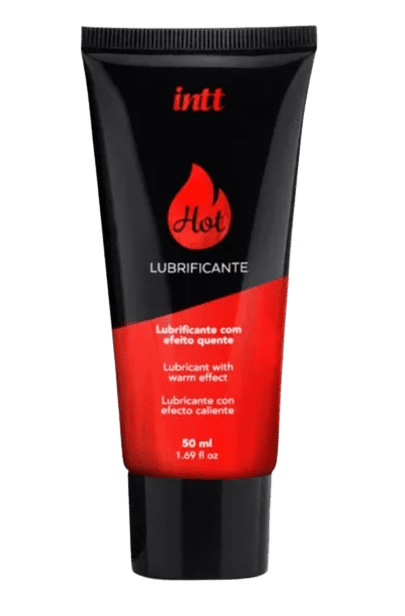 intt
Hot
LUBRIFICANTE
Lubrificante com
efeito quente
Lubricant with
warm effect
Lubricante con
efecto caliente
50 ml
1.69 fl oz